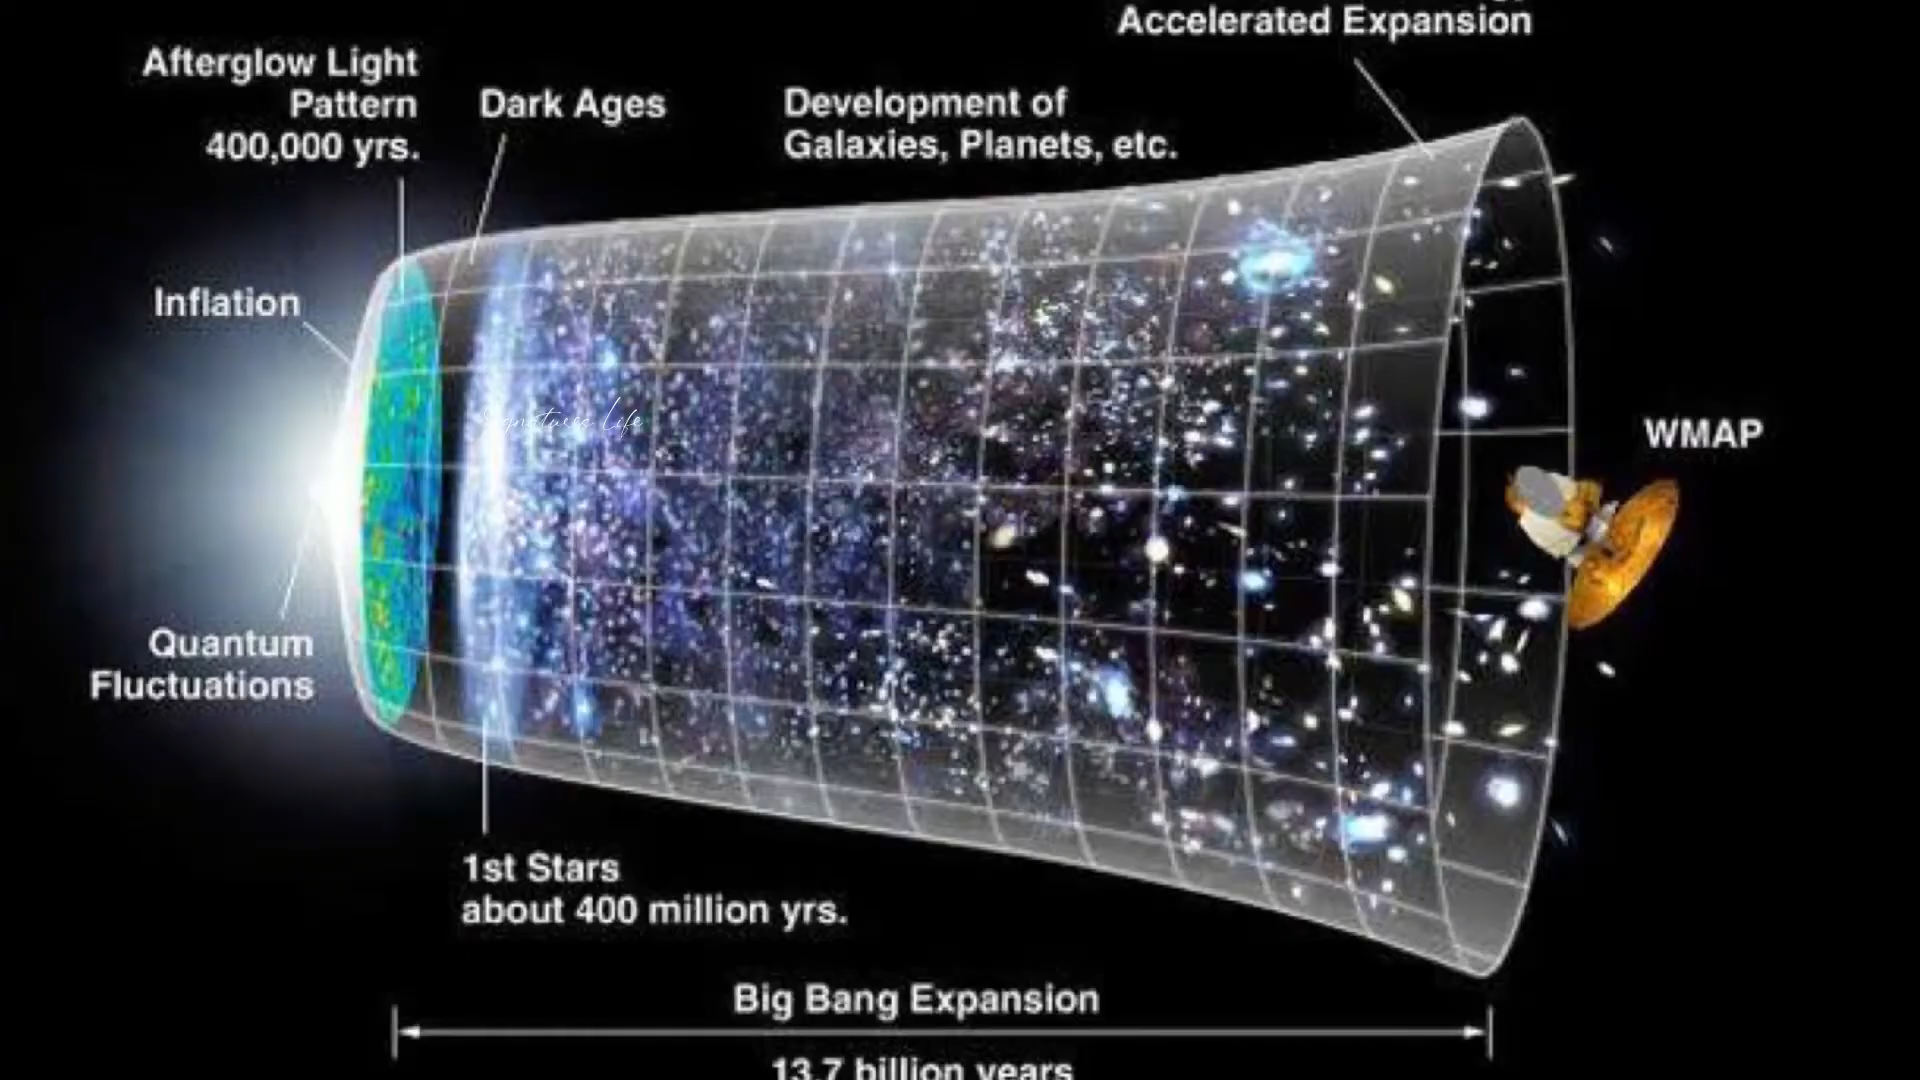 Accelerated Expansion
Afterglow Light
Pattern
400,000 yrs.
Dark Ages
Development of
Galaxies, Planets, etc.
Inflation
Life
WMAP
Quantum
Fluctuations
1st Stars
about 400 million yrs.
Big Bang Expansion
13.7 billion years